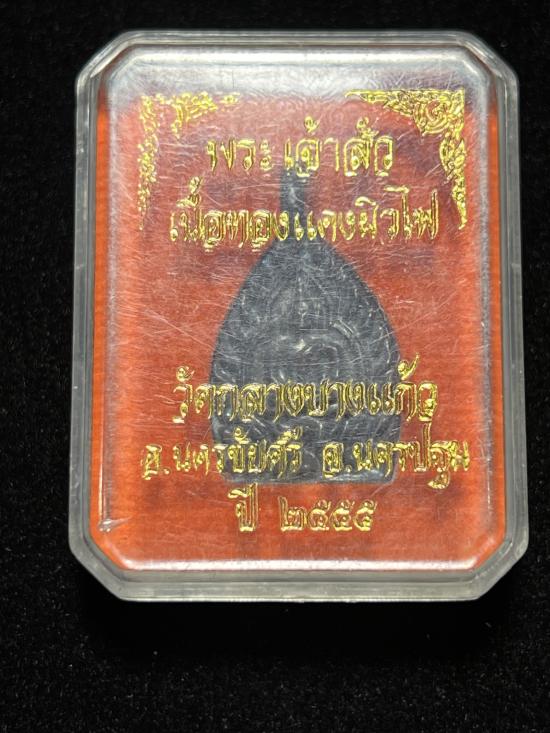 พระเจ้าสัว
เนื้อทองแดงผิวไฟ
วัดกลางบางแก้ว
อ.นครชัยศรี จ.นครปฐม
ปี ๒๕๕๕